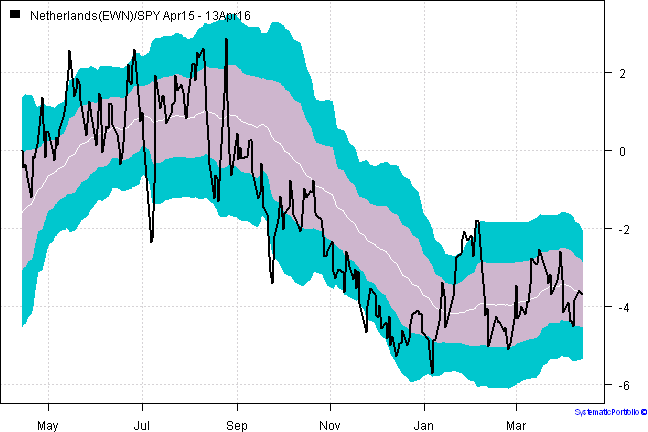 Netherlands(EWN)/SPY Apr15 - 13Apr16
2
0
-2
-4
-6
May Jul Sep Nov Jan Mar
SystematicPortfolio ©